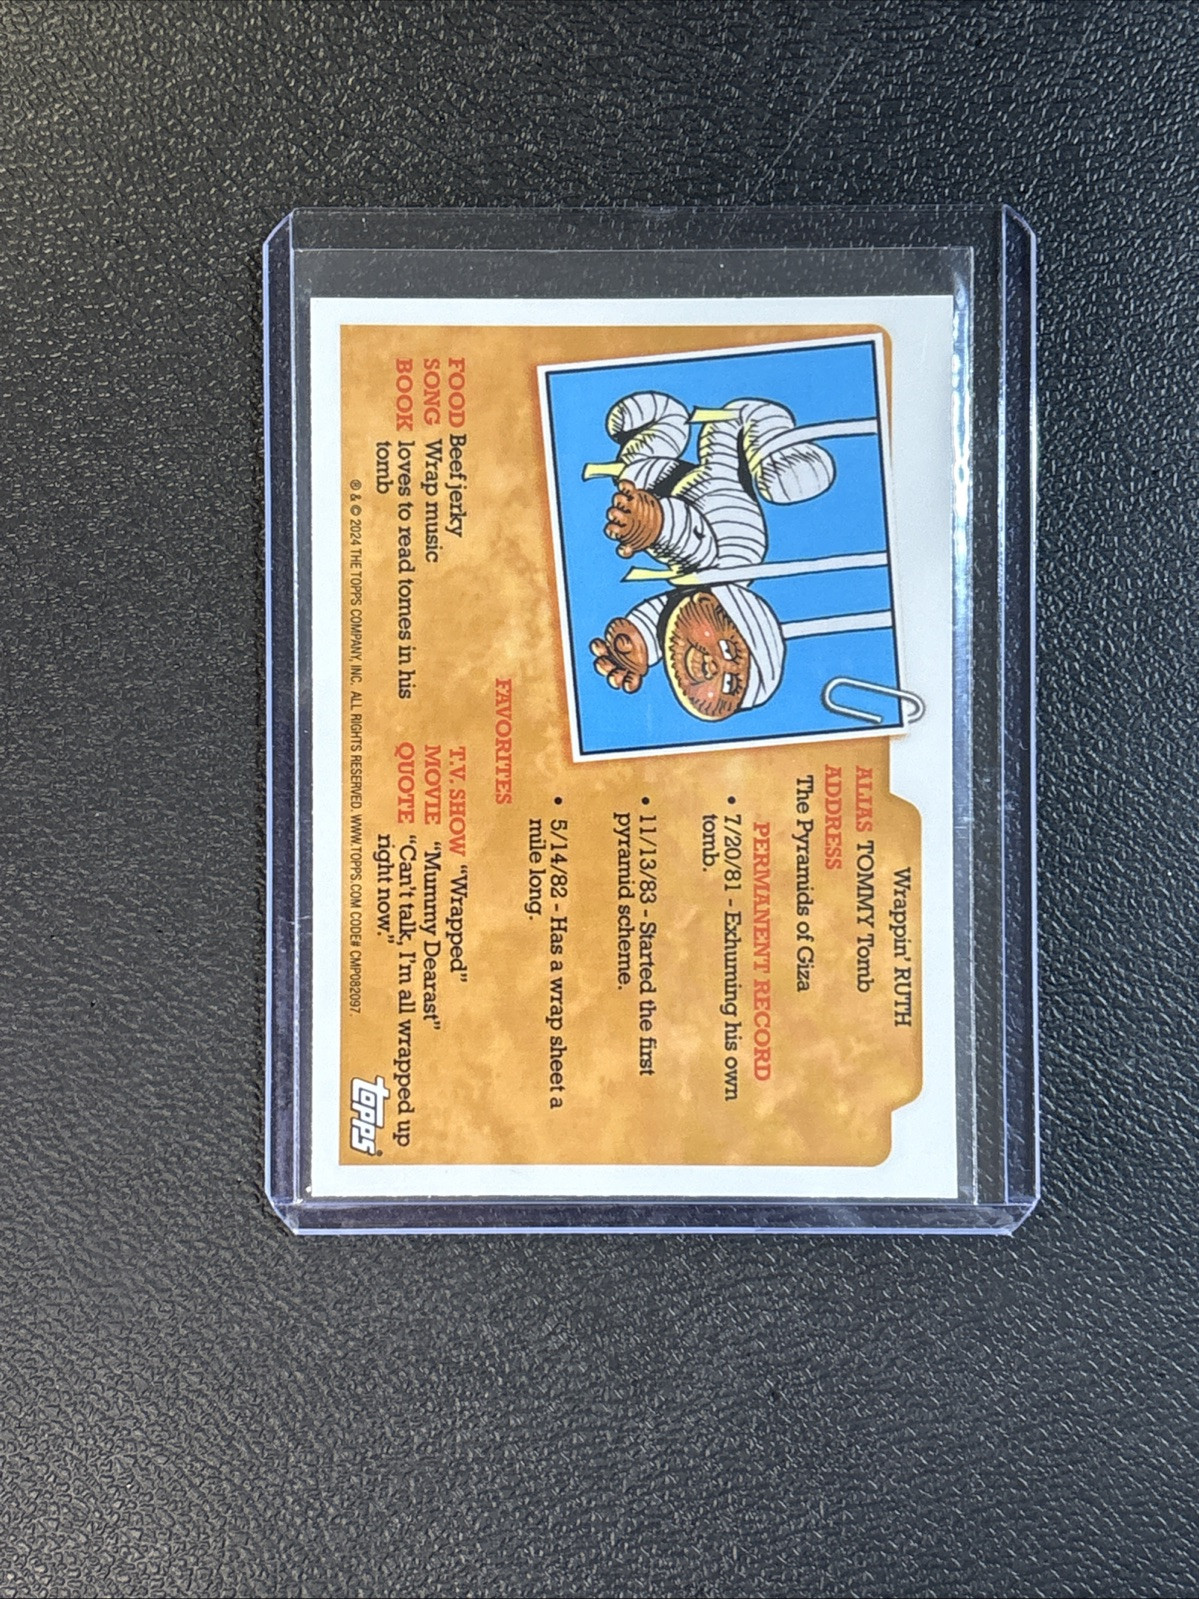 Wrappin' RUTH
ALIAS TOMMY Tomb
ADDRESS
The Pyramids of Giza
PERMANENT RECORD
• 7/20/81 - Exhuming his own
tomb.
• 11/13/83 - Started the first
pyramid scheme.
• 5/14/82 - Has a wrap sheet a
mile long.
FAVORITES
FOOD Beef jerky
SONG Wrap music
BOOK loves to read tomes in his
tomb
T.V. SHOW "Wrapped"
MOVIE "Mummy Dearast"
QUOTE "Can't talk, I'm all wrapped up
right now."
® & © 2024 THE TOPPS COMPANY, INC. ALL RIGHTS RESERVED. WWW.TOPPS.COM CODE# CMP082097.
topps®